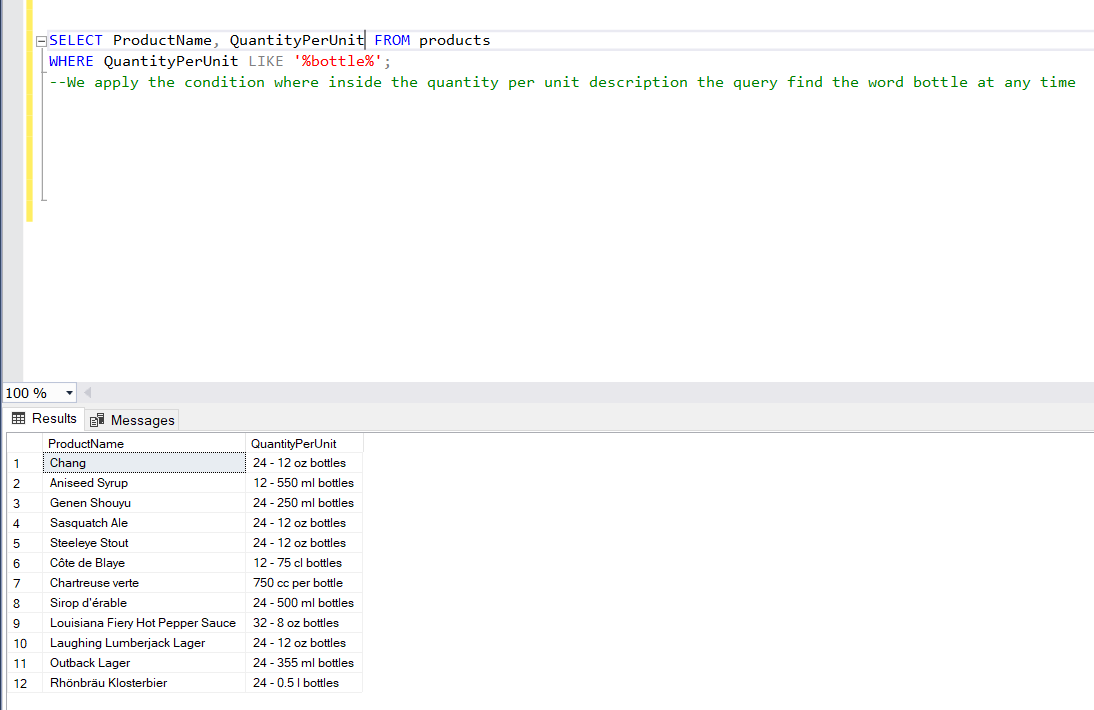 SELECT ProductName, QuantityPerUnit FROM products
WHERE QuantityPerUnit LIKE '%bottle%';
--We apply the condition where inside the quantity per unit description the query find the word bottle at any time
100 %
Results Messages
ProductName QuantityPerUnit
1 Chang 24 - 12 oz bottles
2 Aniseed Syrup 12 - 550 ml bottles
3 Genen Shouyu 24 - 250 ml bottles
4 Sasquatch Ale 24 - 12 oz bottles
5 Steeleye Stout 24 - 12 oz bottles
6 Côte de Blaye 12 - 75 cl bottles
7 Chartreuse verte 750 cc per bottle
8 Sirop d'érable 24 - 500 ml bottles
9 Louisiana Fiery Hot Pepper Sauce 32 - 8 oz bottles
10 Laughing Lumberjack Lager 24 - 12 oz bottles
11 Outback Lager 24 - 355 ml bottles
12 Rhönbräu Klosterbier 24 - 0.5 l bottles